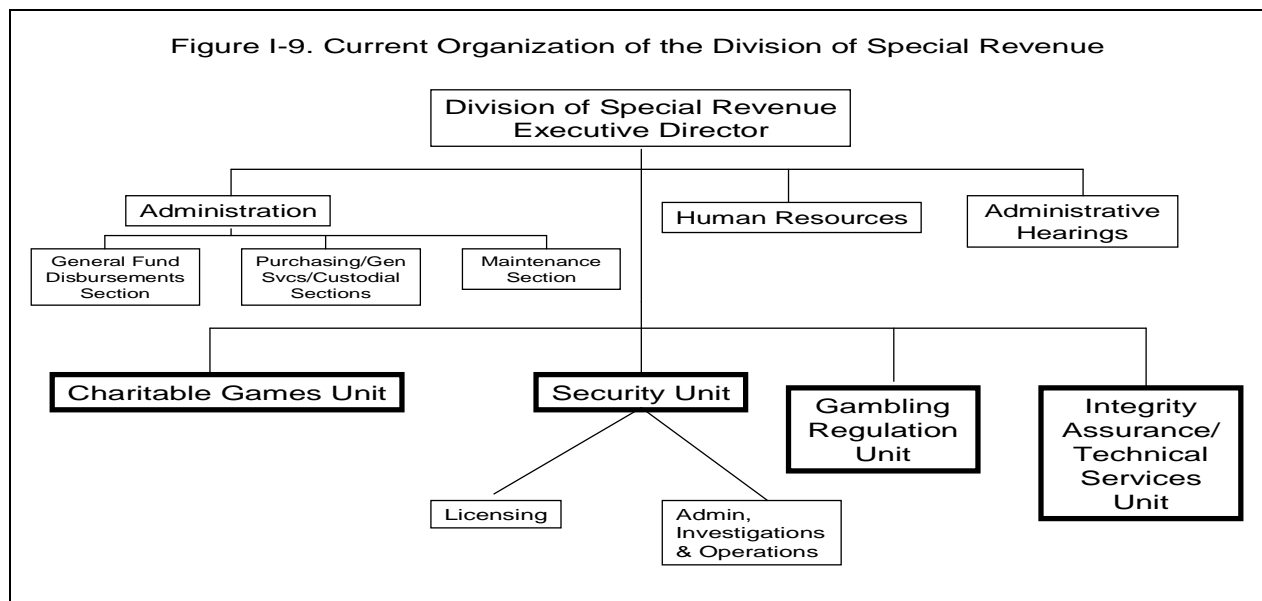 Figure I-9. Current Organization of the Division of Special Revenue
Division of Special Revenue
Executive Director
Administration
Human Resources
Administrative
Hearings
General Fund
Disbursements
Section
Purchasing/Gen
Svcs/Custodial
Sections
Maintenance
Section
Charitable Games Unit
Security Unit
Gambling
Regulation
Unit
Integrity
Assurance/
Technical
Services
Unit
Licensing
Admin,
Investigations
& Operations